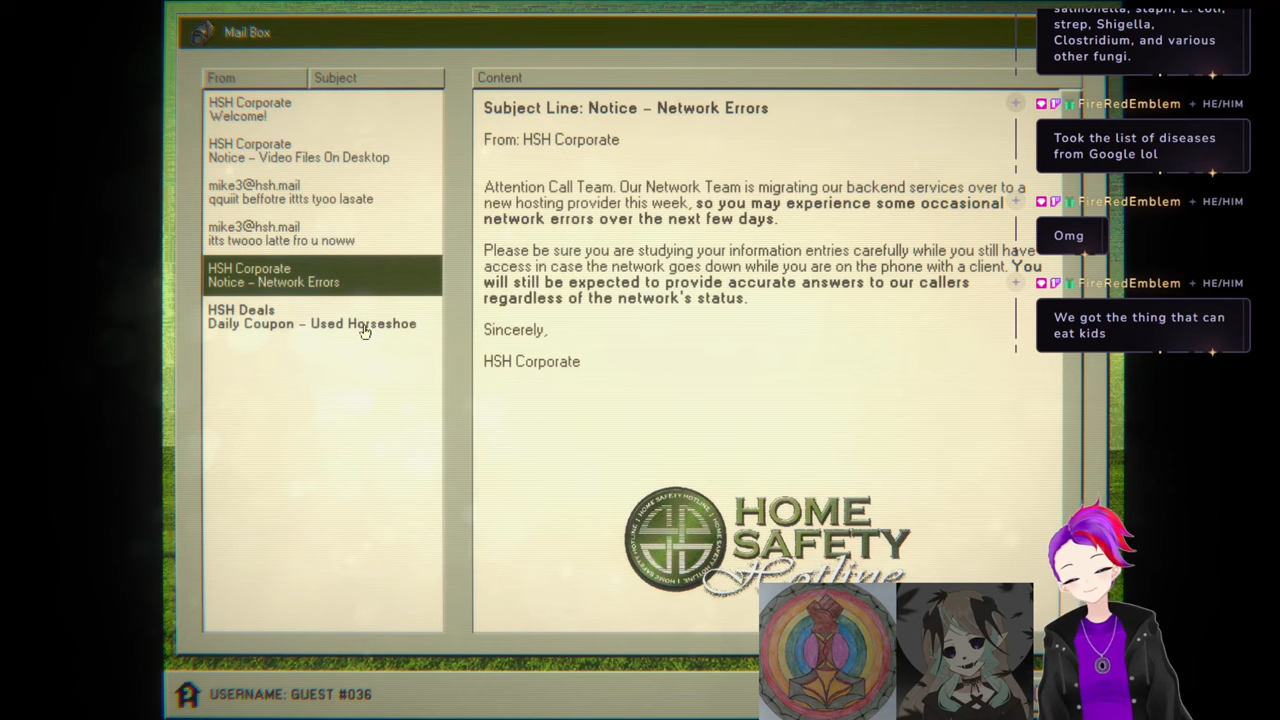 Mail Box
From
Subject
Content
HSH Corporate
Welcome!
HSH Corporate
Notice – Video Files On Desktop
mike3@hsh.mail
qquiit beffotre ittts tyoo lasate
mike3@hsh.mail
itts twooo latte fro u noww
HSH Corporate
Notice – Network Errors
HSH Deals
Daily Coupon – Used Horseshoe
Subject Line: Notice – Network Errors
From: HSH Corporate
Attention Call Team. Our Network Team is migrating our backend services over to a
new hosting provider this week, so you may experience some occasional
network errors over the next few days.
Please be sure you are studying your information entries carefully while you still have
access in case the network goes down while you are on the phone with a client. You
will still be expected to provide accurate answers to our callers
regardless of the network's status.
Sincerely,
HSH Corporate
HOME SAFETY HOTLINE
HOME
SAFETY
Hotline
USERNAME: GUEST #036
salmonella, staph, E. coli,
strep, Shigella,
Clostridium, and various
other fungi.
FireRedEmblem + HE/HIM
Took the list of diseases
from Google lol
FireRedEmblem + HE/HIM
Omg
FireRedEmblem + HE/HIM
We got the thing that can
eat kids